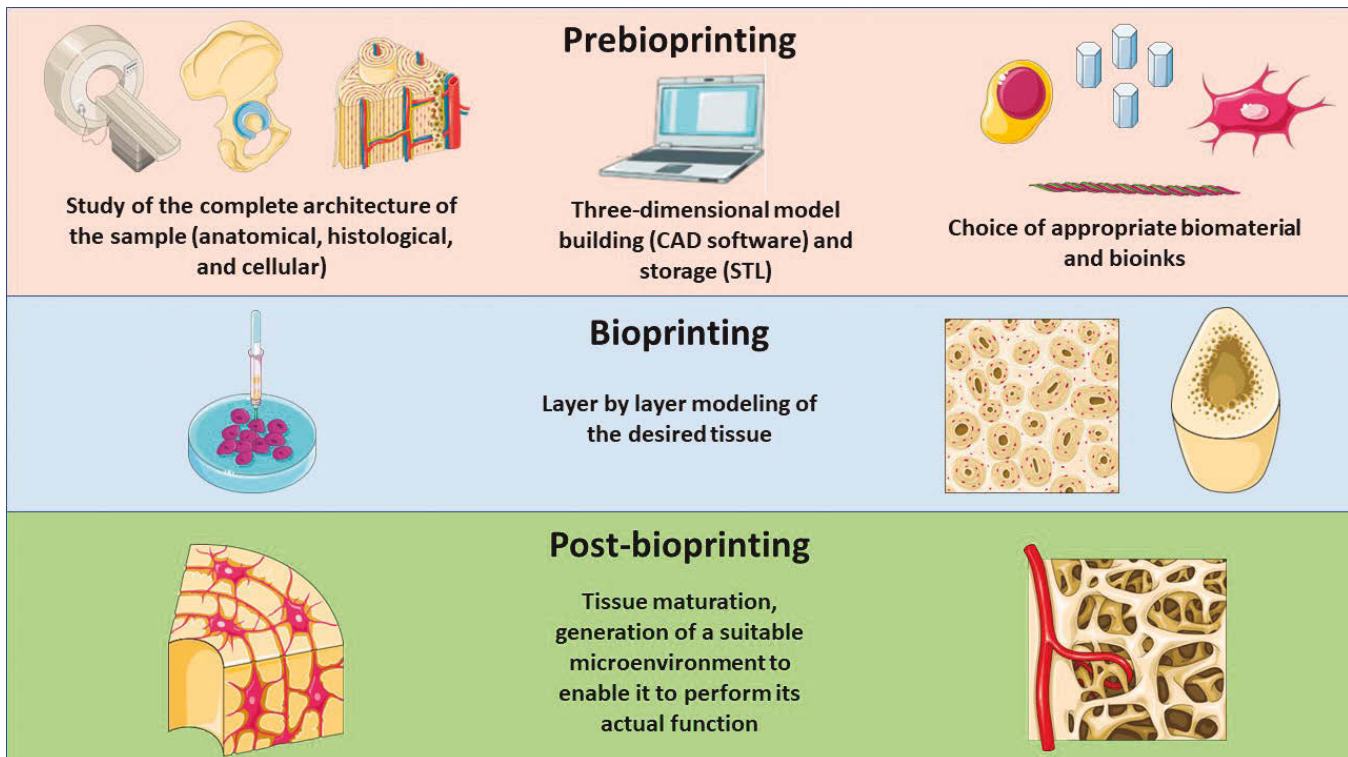 Prebioprinting
Study of the complete architecture of
the sample (anatomical, histological,
and cellular)
Three-dimensional model
building (CAD software) and
storage (STL)
Choice of appropriate biomaterial
and bioinks
Bioprinting
Layer by layer modeling of
the desired tissue
Post-bioprinting
Tissue maturation,
generation of a suitable
microenvironment to
enable it to perform its
actual function